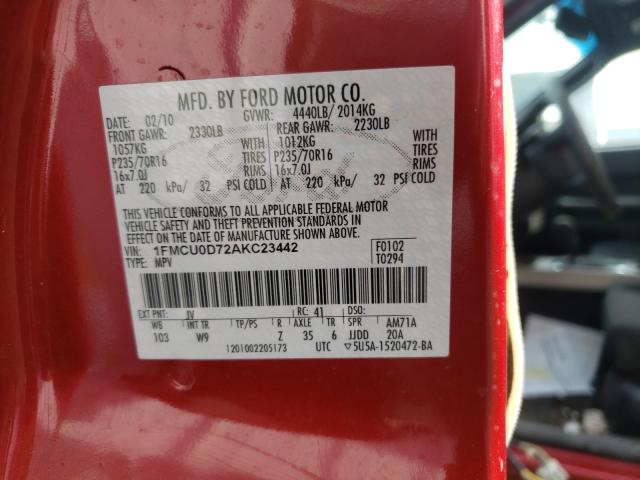 MFD. BY FORD MOTOR CO.
DATE: 02/10 GVWR: 4440LB/ 2014KG
FRONT GAWR: 2330LB REAR GAWR: 2230LB
1057KG WITH 1012KG WITH
P235/70R16 TIRES P235/70R16 TIRES
16x7.0J RIMS 16x7.0J RIMS
AT 220 kPa/ 32 PSI COLD AT 220 kPa/ 32 PSI COLD
THIS VEHICLE CONFORMS TO ALL APPLICABLE FEDERAL MOTOR
VEHICLE SAFETY AND THEFT PREVENTION STANDARDS IN
EFFECT ON THE DATE OF MANUFACTURE SHOWN ABOVE.
VIN: 1FMCU0D72AKC23442 F0102
TYPE: MPV T0294
EXT PNT: JV RC: 41 DSO:
WB INT TR TP/PS R AXLE TR SPR AM71A
103 W9 Z 35 6 JJDD 20A
1201002205173 UTC ▽5U5A-1520472-BA
Ford